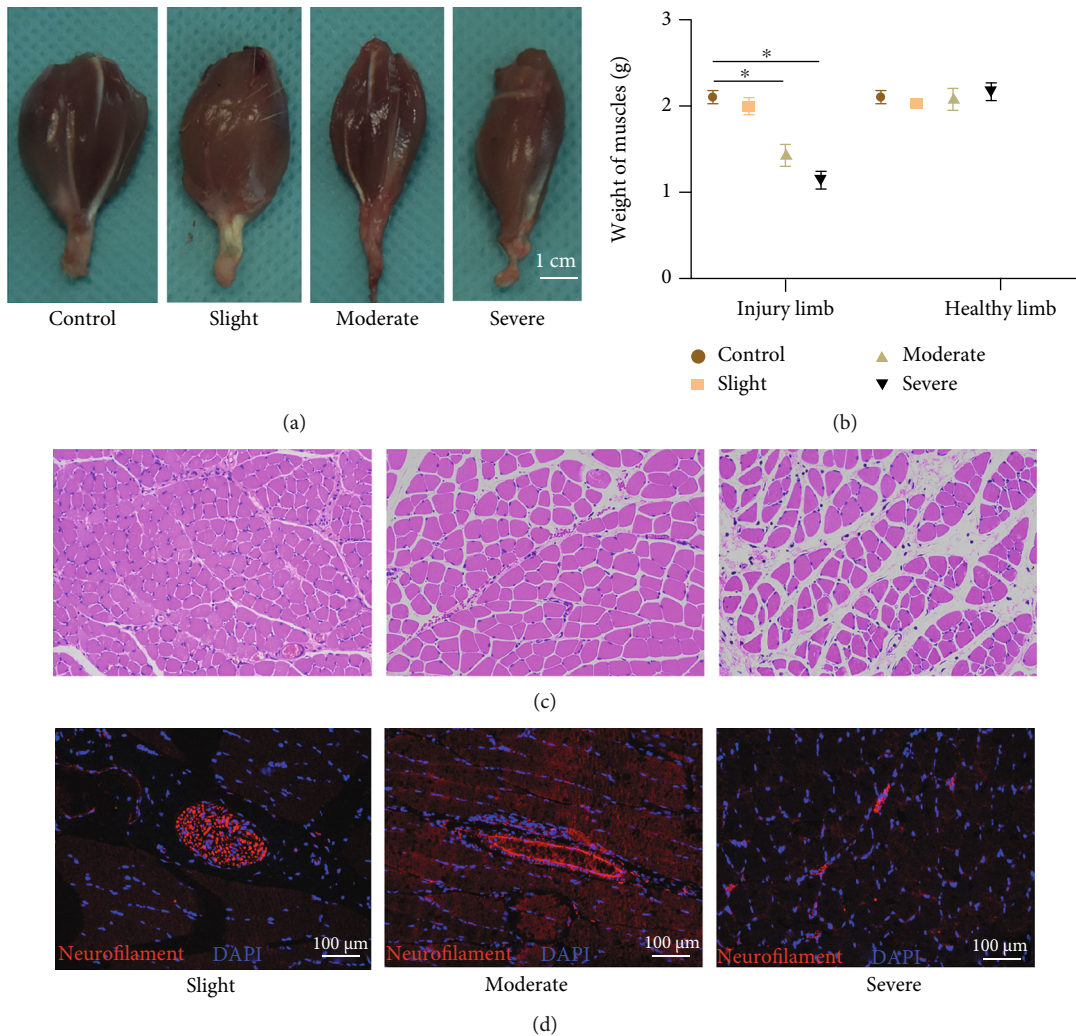 1 cm
Control
Slight
Moderate
Severe
(a)
Weight of muscles (g)
3
2
1
0
*
*
Injury limb
Healthy limb
Control
Slight
Moderate
Severe
(b)
(c)
Neurofilament DAPI 100 μm
Neurofilament DAPI 100 μm
Neurofilament DAPI 100 μm
Slight
Moderate
Severe
(d)